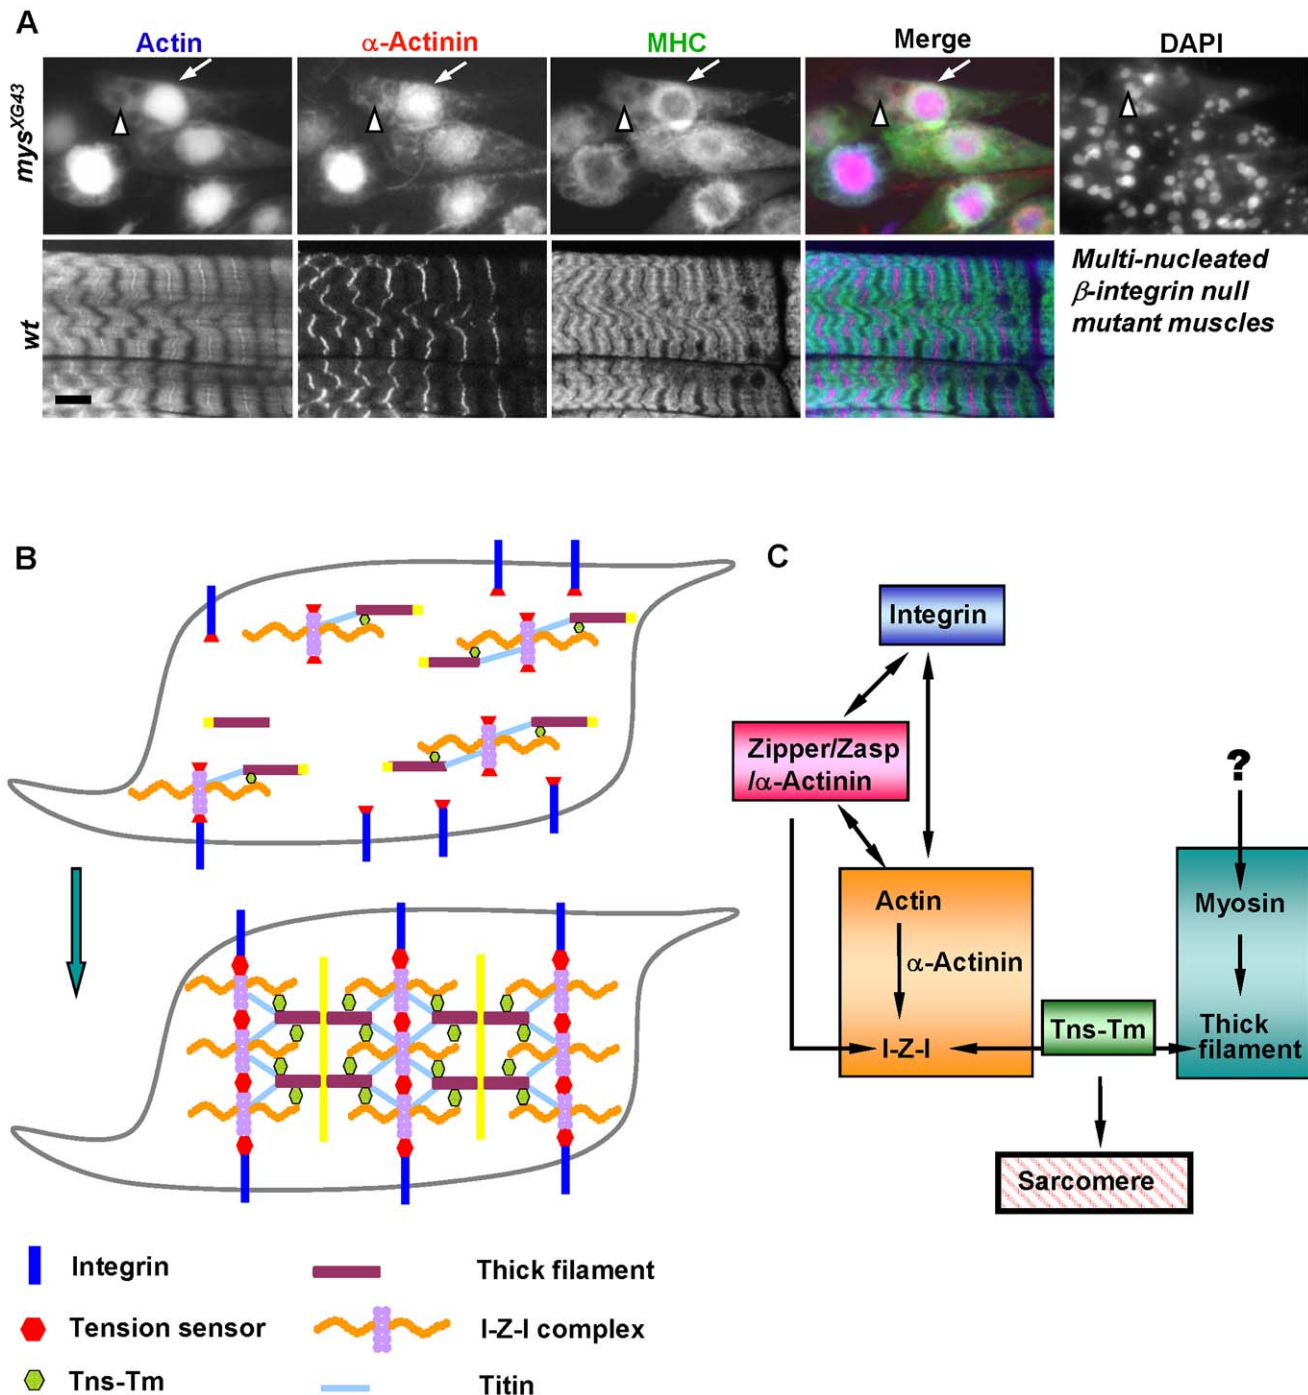 A
Actin
α-Actinin
MHC
Merge
DAPI
mysXG43
wt
Multi-nucleated
β-integrin null
mutant muscles
B
C
Integrin
Zipper/Zasp
/α-Actinin
?
Actin
α-Actinin
I-Z-I
Tns-Tm
Myosin
Thick
filament
Sarcomere
Integrin
Thick filament
Tension sensor
I-Z-I complex
Tns-Tm
Titin